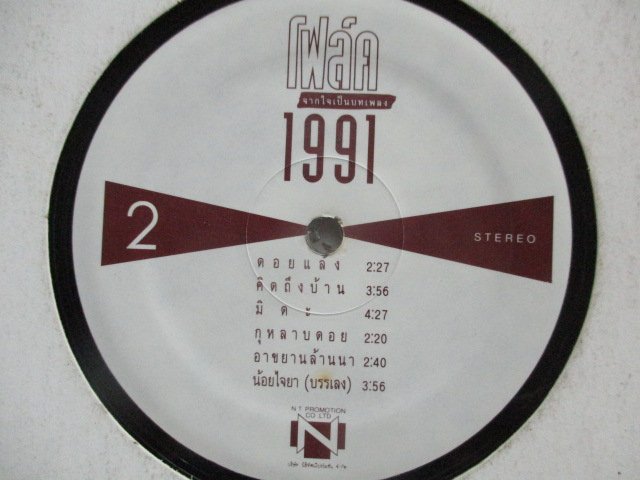 โฟล์ค
จากใจเป็นบทเพลง
1991
2
STEREO
ดอยแล้ง 2:27
คิดถึงบ้าน 3:56
มิดะ 4:27
กุหลาบดอย 2:20
อาขยานล้านนา 2:40
น้อยไจยา (บรรเลง) 3:56
N T PROMOTION
CO.,LTD
N